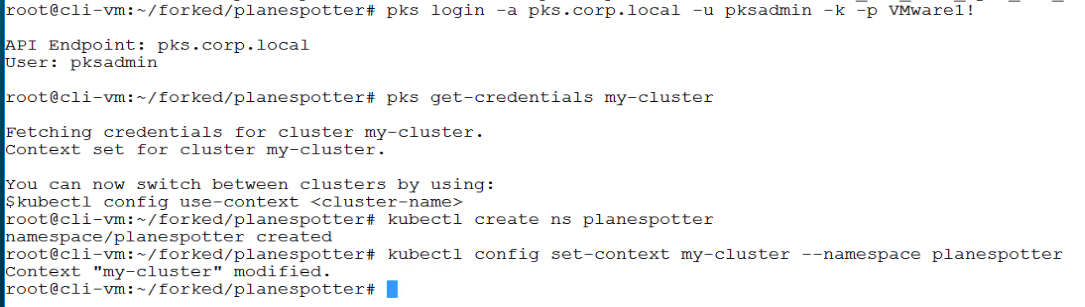 root@cli-vm:~/forked/planespotter# pks login -a pks.corp.local -u pksadmin -k -p VMware1!
API Endpoint: pks.corp.local
User: pksadmin
root@cli-vm:~/forked/planespotter# pks get-credentials my-cluster
Fetching credentials for cluster my-cluster.
Context set for cluster my-cluster.
You can now switch between clusters by using:
$kubectl config use-context <cluster-name>
root@cli-vm:~/forked/planespotter# kubectl create ns planespotter
namespace/planespotter created
root@cli-vm:~/forked/planespotter# kubectl config set-context my-cluster --namespace planespotter
Context "my-cluster" modified.
root@cli-vm:~/forked/planespotter#